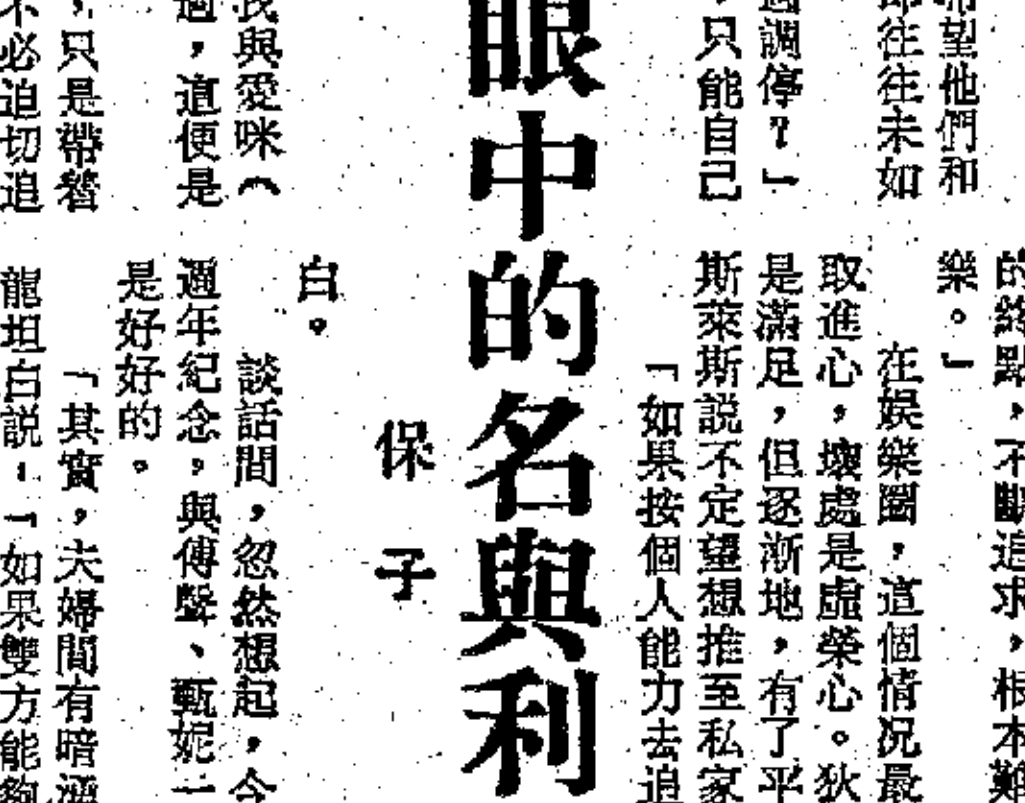 希望他們和
即往往未如
調停？」
，只能自己
的終點，不斷追求，根本難
樂。」
在娛樂圈，這個情況最
取進心，壞處是虛榮心。狄
是滿足，但逐漸地，有了平
斯萊斯説不定望想推至私家
「如果按個人能力去追
眼中的名與利
保子
我與愛咪（
，這便是
，只是帶着
不必迫切追
白。
談話間，忽然想起，今
週年紀念，與傅聲、甄妮一
是好好的。
「其實，夫婦間有暗湧
龍坦白説：「如果雙方能夠